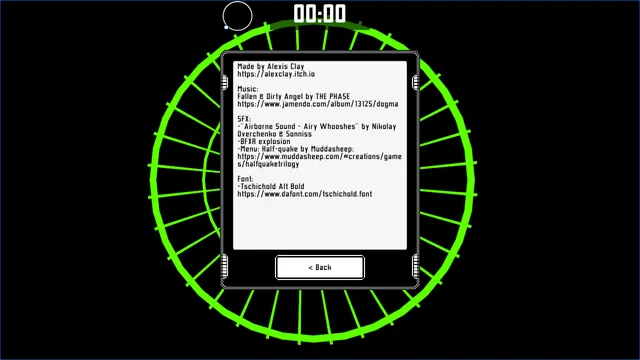 00:00
Made by Alexis Clay
https://alexclay.itch.io
Music:
Fallen & Dirty Angel by THE PHASE
https://www.jamendo.com/album/13125/dogma
SFX:
-"Airborne Sound - Airy Whooshes" by Nikolay
Overchenko & Sonniss
-BFXR explosion
-Menu: Half-quake by Muddasheep:
https://www.muddasheep.com/#creations/game
s/halfquaketrilogy
Font:
-Tschichold Alt Bold
https://www.dafont.com/tschichold.font
< Back